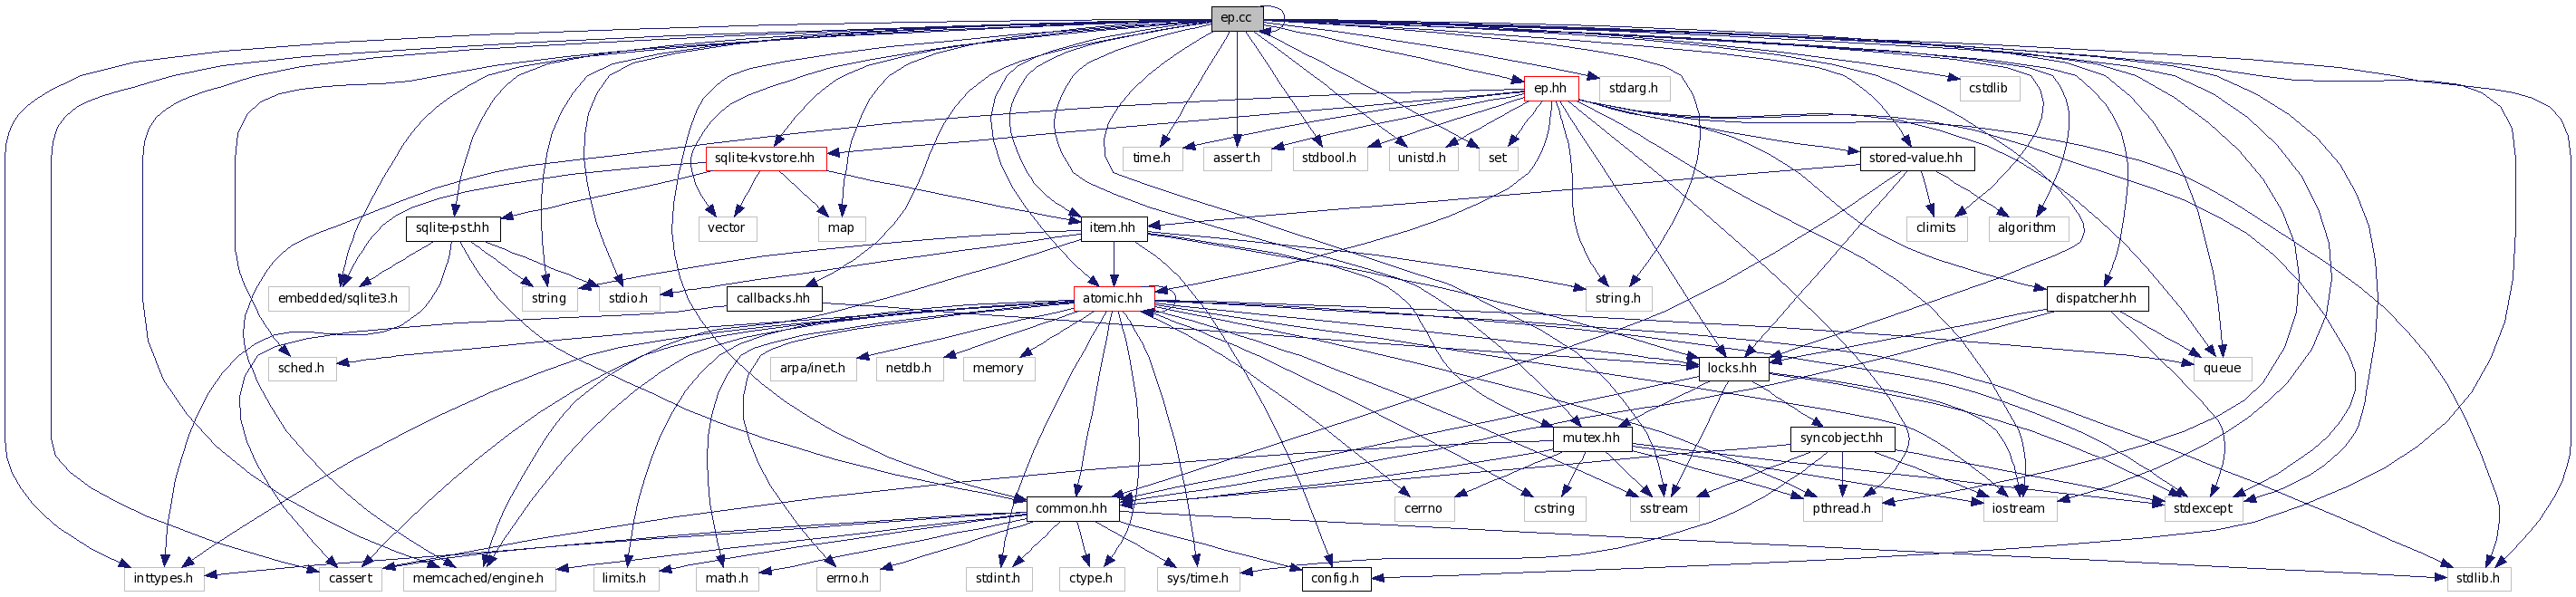 ep.cc
ep.hh
stdarg.h
cstdlib
sqlite-kvstore.hh
time.h
assert.h
stdbool.h
unistd.h
set
stored-value.hh
sqlite-pst.hh
vector
map
item.hh
climits
algorithm
embedded/sqlite3.h
string
stdio.h
callbacks.hh
atomic.hh
string.h
dispatcher.hh
sched.h
arpa/inet.h
netdb.h
memory
locks.hh
queue
mutex.hh
syncobject.hh
common.hh
cerrno
cstring
sstream
pthread.h
iostream
stdexcept
inttypes.h
cassert
memcached/engine.h
limits.h
math.h
errno.h
stdint.h
ctype.h
sys/time.h
config.h
stdlib.h